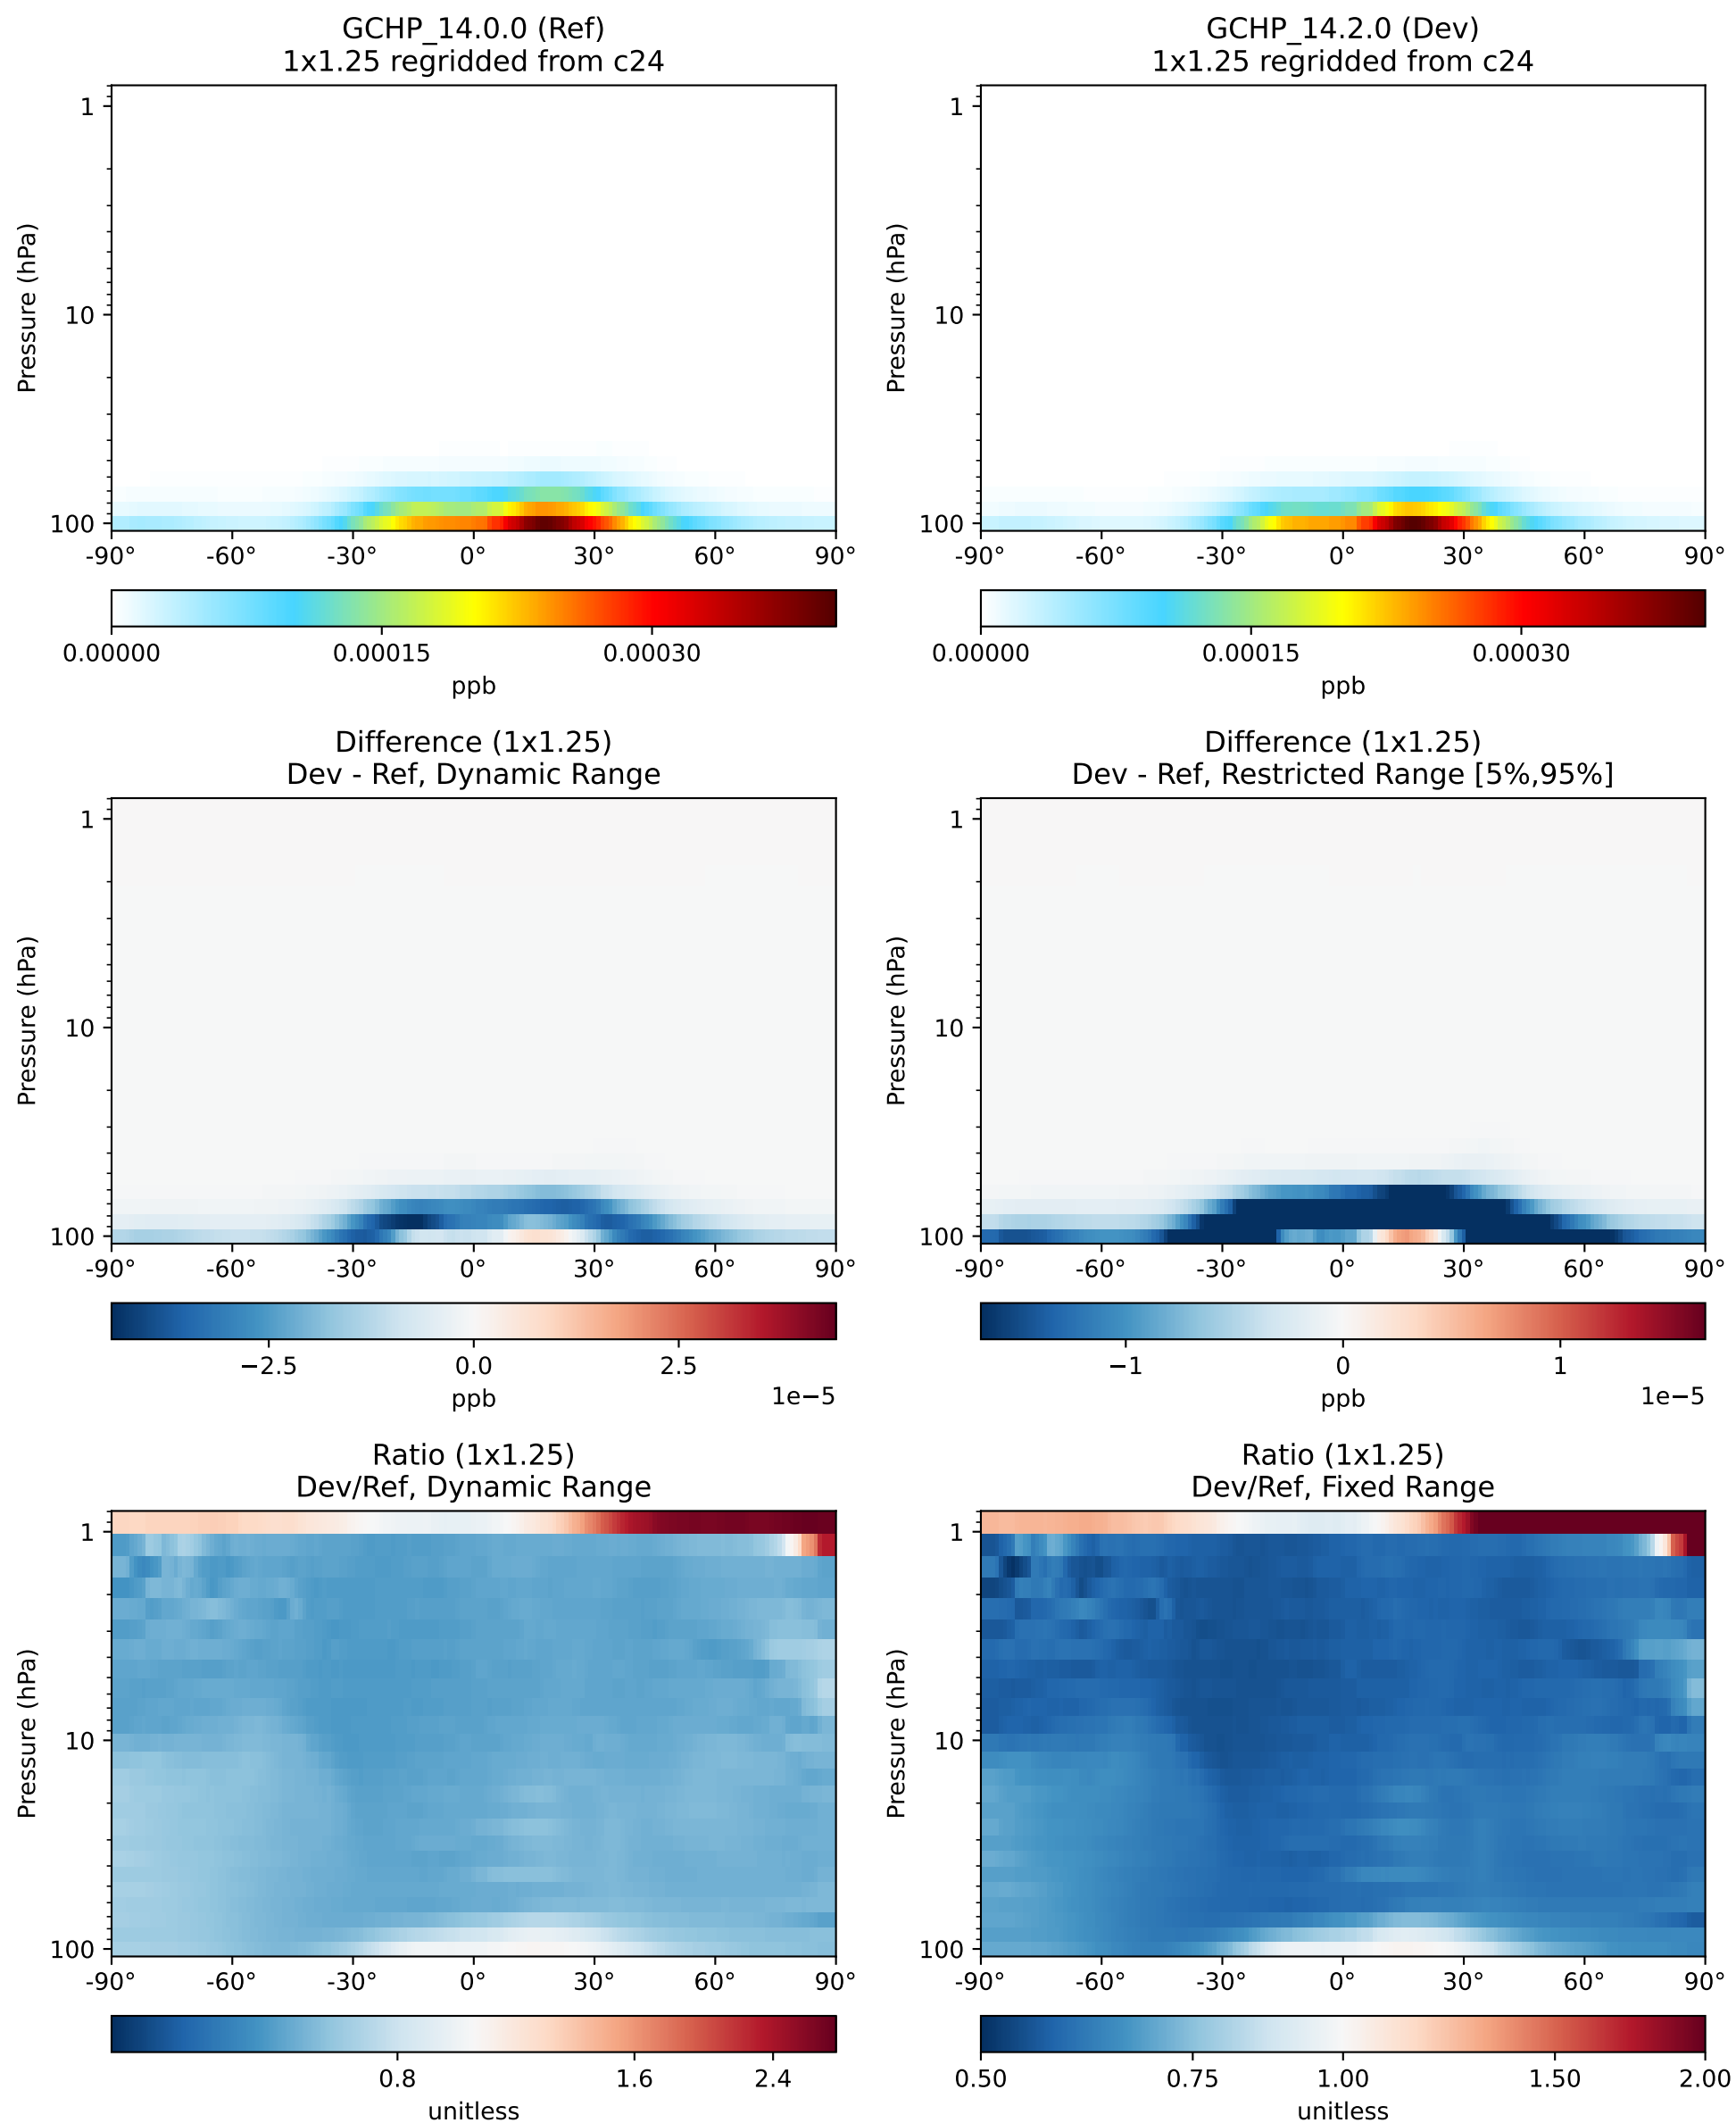 GCHP_14.0.0 (Ref)
1x1.25 regridded from c24
Pressure (hPa)
1
10
100
-90° -60° -30° 0° 30° 60° 90°
0.00000 0.00015 0.00030
ppb
GCHP_14.2.0 (Dev)
1x1.25 regridded from c24
Pressure (hPa)
1
10
100
-90° -60° -30° 0° 30° 60° 90°
0.00000 0.00015 0.00030
ppb
Difference (1x1.25)
Dev - Ref, Dynamic Range
Pressure (hPa)
1
10
100
-90° -60° -30° 0° 30° 60° 90°
−2.5 0.0 2.5
ppb 1e−5
Difference (1x1.25)
Dev - Ref, Restricted Range [5%,95%]
Pressure (hPa)
1
10
100
-90° -60° -30° 0° 30° 60° 90°
−1 0 1
ppb 1e−5
Ratio (1x1.25)
Dev/Ref, Dynamic Range
Pressure (hPa)
1
10
100
-90° -60° -30° 0° 30° 60° 90°
0.8 1.6 2.4
unitless
Ratio (1x1.25)
Dev/Ref, Fixed Range
Pressure (hPa)
1
10
100
-90° -60° -30° 0° 30° 60° 90°
0.50 0.75 1.00 1.50 2.00
unitless